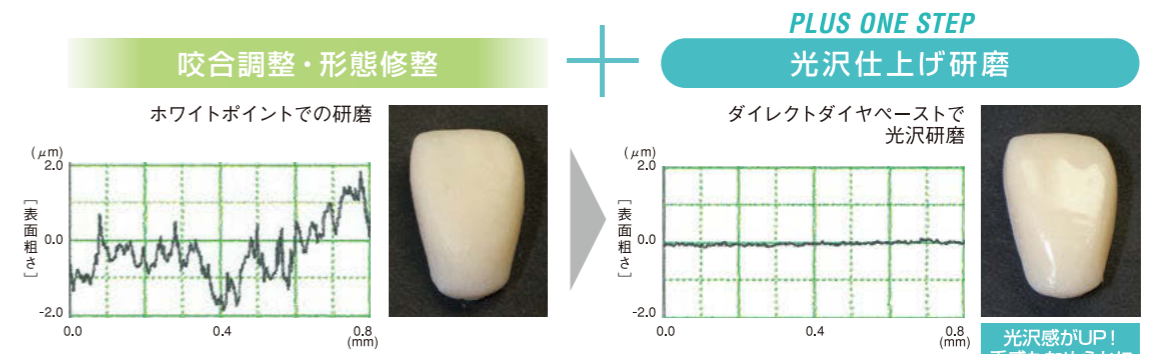 PLUS ONE STEP
咬合調整・形態修整
光沢仕上げ研磨
ホワイトポイントでの研磨
(μm)
2.0
0.0
-2.0
[表面粗さ]
0.0
0.4
0.8
(mm)
ダイレクトダイヤペーストで
光沢研磨
(μm)
2.0
0.0
-2.0
[表面粗さ]
0.0
0.4
0.8
(mm)
光沢感がUP!